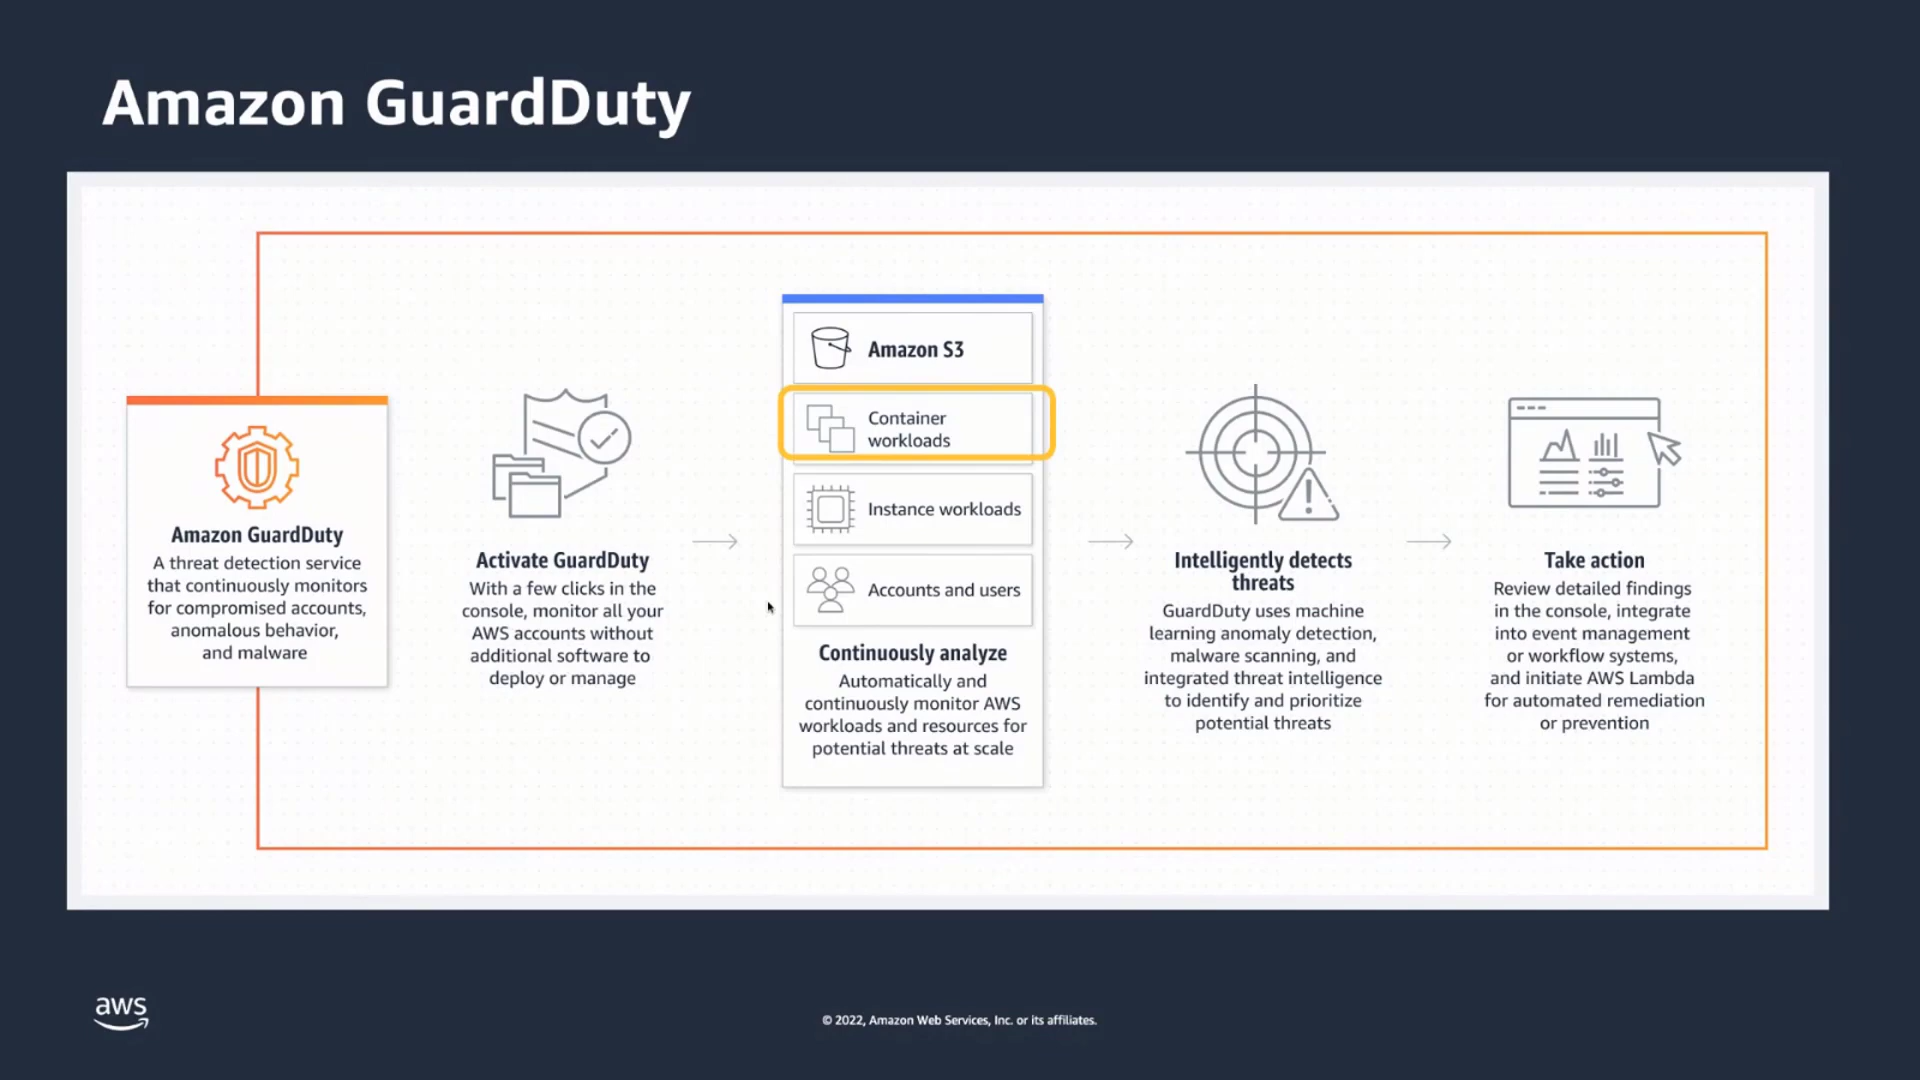 Amazon GuardDuty
Amazon GuardDuty
A threat detection service
that continuously monitors
for compromised accounts,
anomalous behavior,
and malware
Activate GuardDuty
With a few clicks in the
console, monitor all your
AWS accounts without
additional software to
deploy or manage
Amazon S3
Container
workloads
Instance workloads
Accounts and users
Continuously analyze
Automatically and
continuously monitor AWS
workloads and resources for
potential threats at scale
Intelligently detects
threats
GuardDuty uses machine
learning anomaly detection,
malware scanning, and
integrated threat intelligence
to identify and prioritize
potential threats
Take action
Review detailed findings
in the console, integrate
into event management
or workflow systems,
and initiate AWS Lambda
for automated remediation
or prevention
aws
© 2022, Amazon Web Services, Inc. or its affiliates.